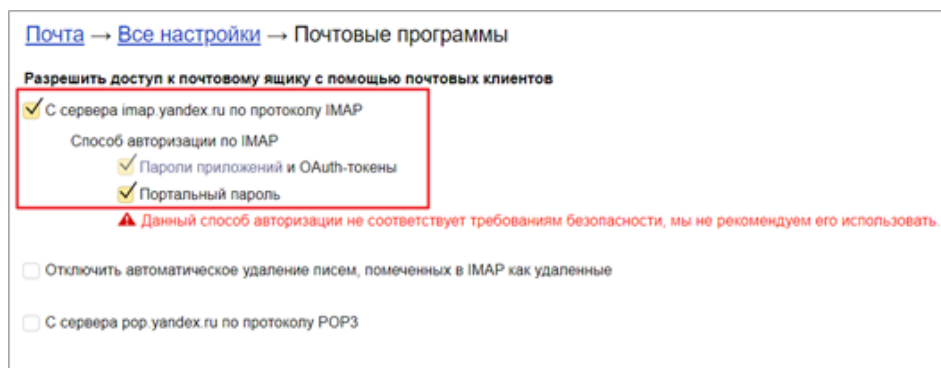 Почта → Все настройки → Почтовые программы
Разрешить доступ к почтовому ящику с помощью почтовых клиентов
С сервера imap.yandex.ru по протоколу IMAP
Способ авторизации по IMAP
Пароли приложений и OAuth-токены
Портальный пароль
Данный способ авторизации не соответствует требованиям безопасности, мы не рекомендуем его использовать.
Отключить автоматическое удаление писем, помеченных в IMAP как удаленные
С сервера pop.yandex.ru по протоколу POP3